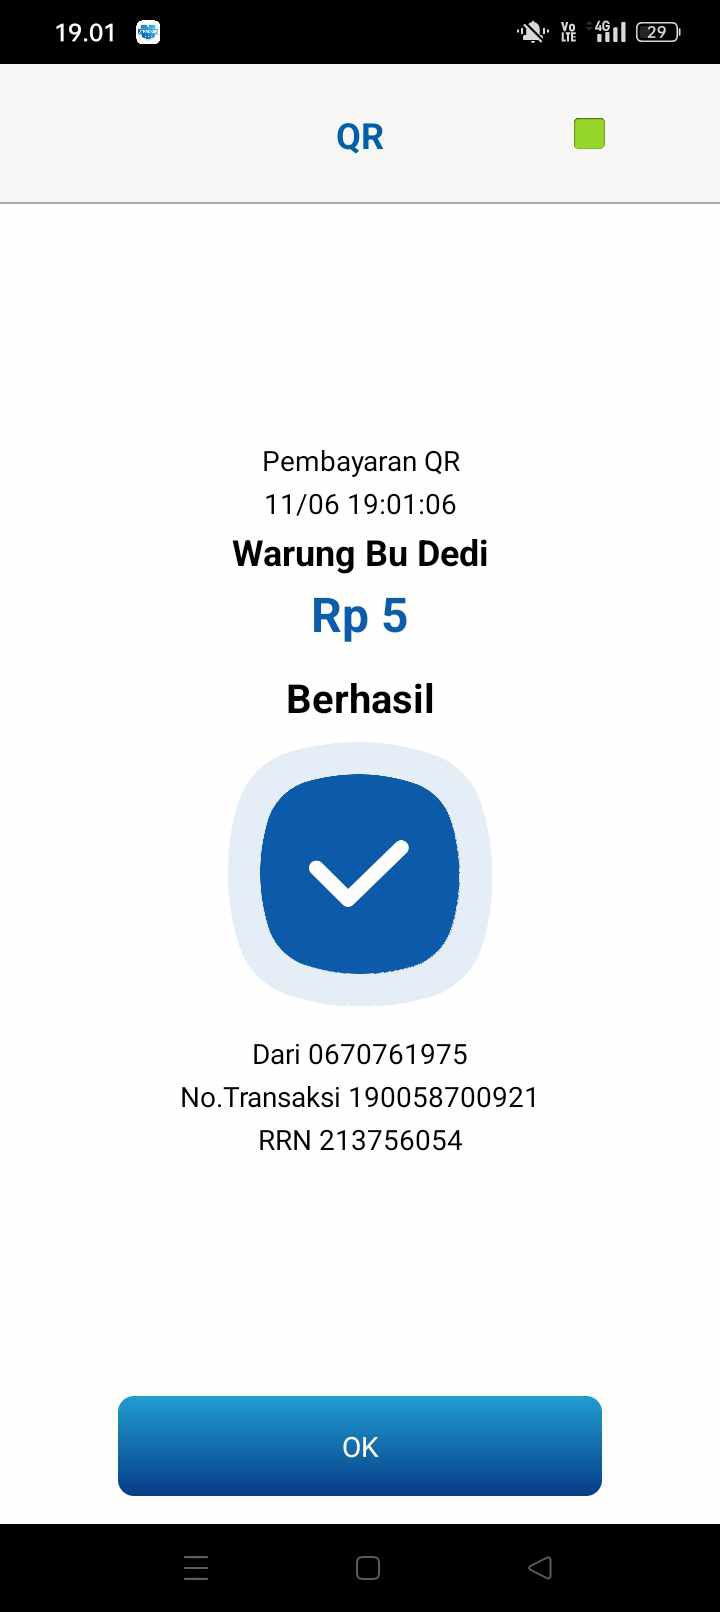 19.01
Vo LTE 4G 29
QR
Pembayaran QR
11/06 19:01:06
Warung Bu Dedi
Rp 5
Berhasil
Dari 0670761975
No.Transaksi 190058700921
RRN 213756054
OK